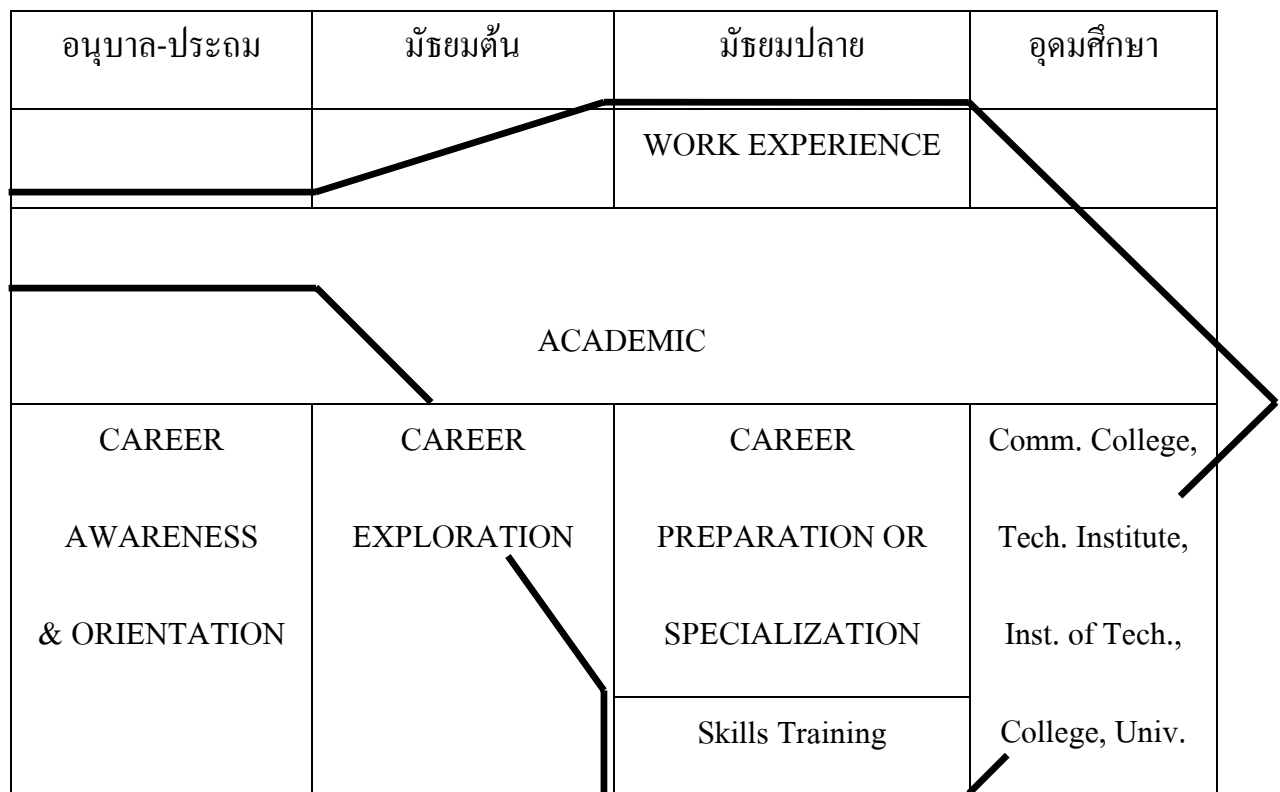 อนุบาล-ประถม มัธยมต้น มัธยมปลาย อุดมศึกษา
WORK EXPERIENCE
ACADEMIC
CAREER
AWARENESS
& ORIENTATION
CAREER
EXPLORATION
CAREER
PREPARATION OR
SPECIALIZATION
Skills Training
Comm. College,
Tech. Institute,
Inst. of Tech.,
College, Univ.